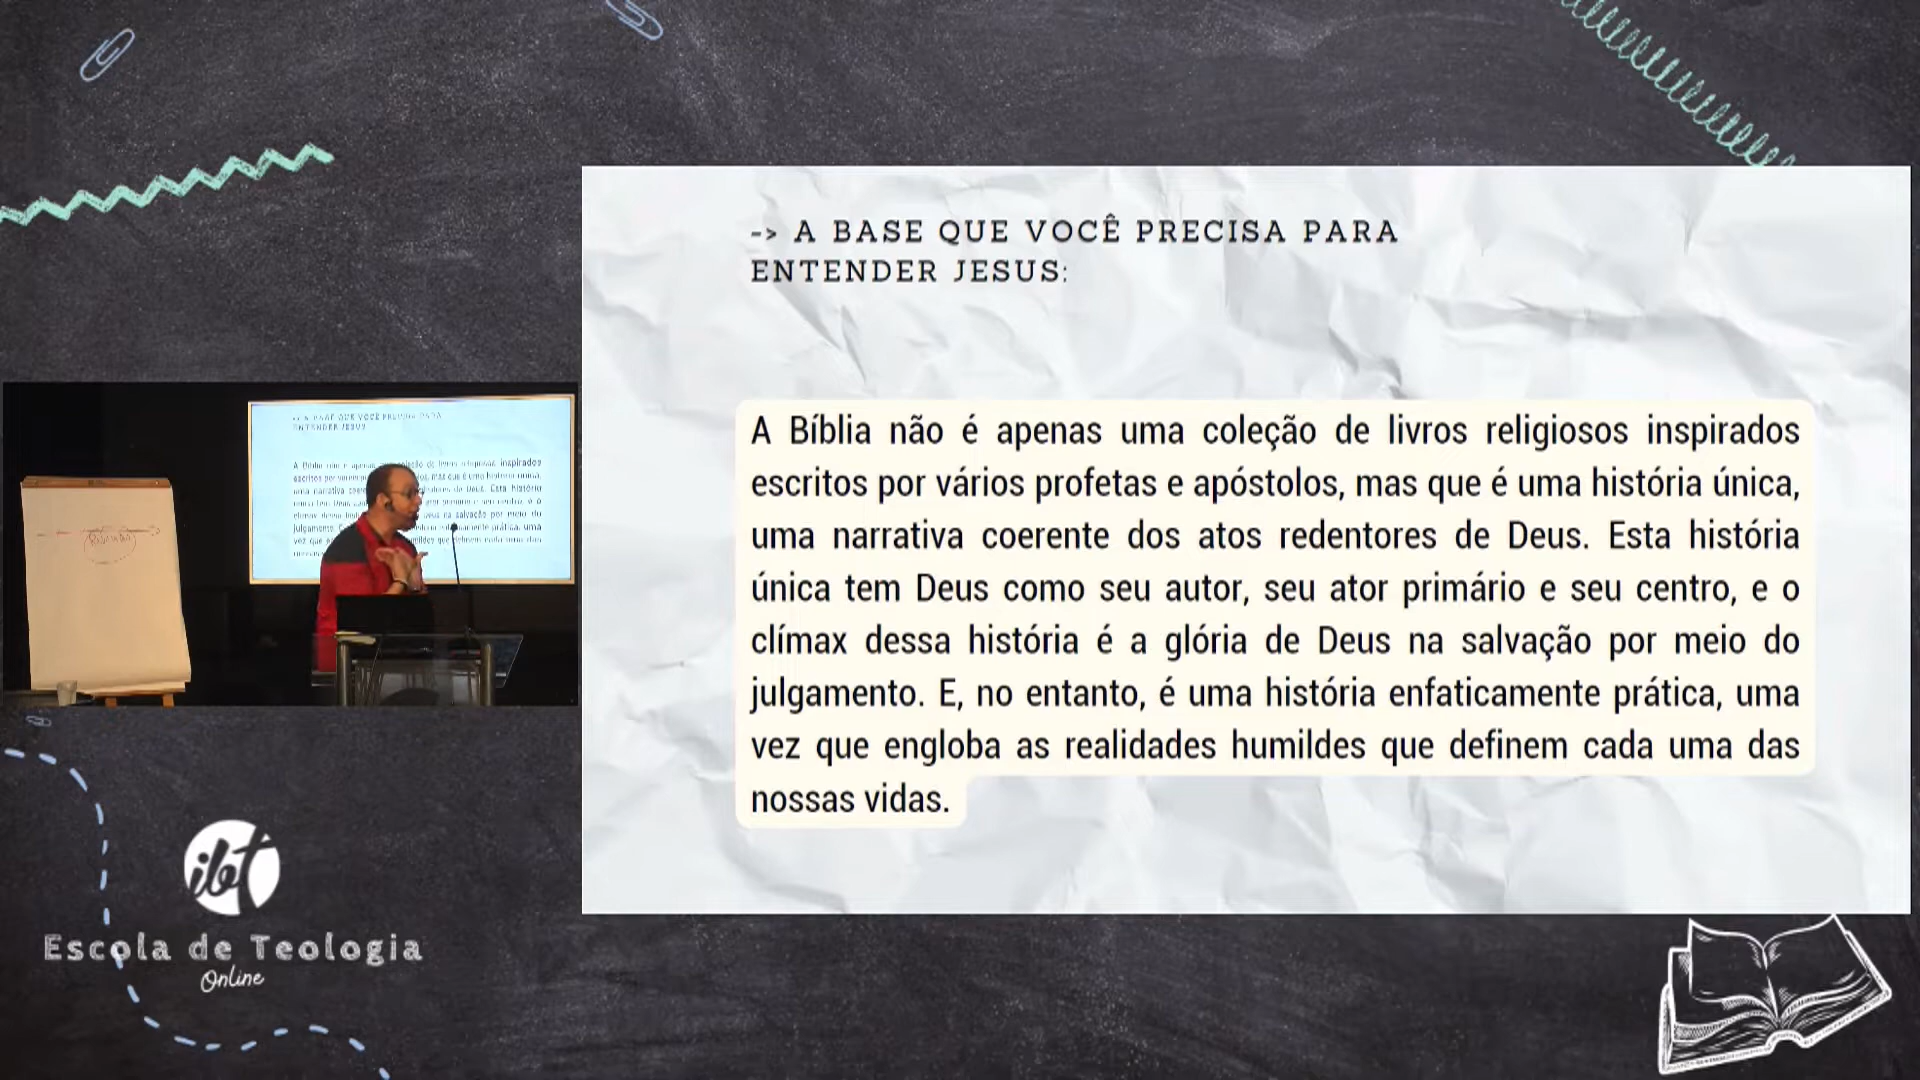 -> A BASE QUE VOCÊ PRECISA PARA
ENTENDER JESUS:
A Bíblia não é apenas uma coleção de livros religiosos inspirados
escritos por vários profetas e apóstolos, mas que é uma história única,
uma narrativa coerente dos atos redentores de Deus. Esta história
única tem Deus como seu autor, seu ator primário e seu centro, e o
clímax dessa história é a glória de Deus na salvação por meio do
julgamento. E, no entanto, é uma história enfaticamente prática, uma
vez que engloba as realidades humildes que definem cada uma das
nossas vidas.
ibt
Escola de Teologia
Online